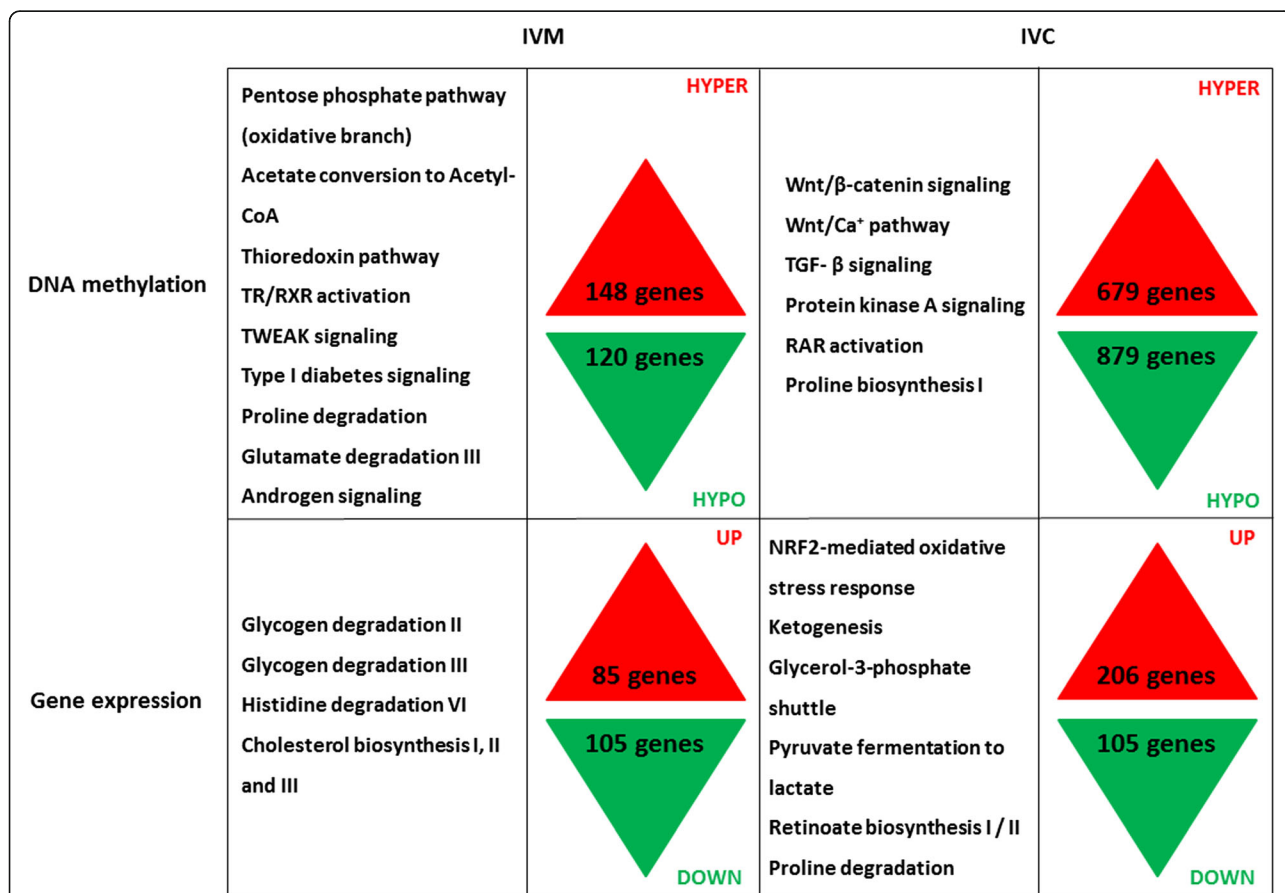 IVM
IVC
DNA methylation
Pentose phosphate pathway
(oxidative branch)
Acetate conversion to Acetyl-
CoA
Thioredoxin pathway
TR/RXR activation
TWEAK signaling
Type I diabetes signaling
Proline degradation
Glutamate degradation III
Androgen signaling
HYPER
148 genes
120 genes
HYPO
Wnt/β-catenin signaling
Wnt/Ca⁺ pathway
TGF- β signaling
Protein kinase A signaling
RAR activation
Proline biosynthesis I
HYPER
679 genes
879 genes
HYPO
Gene expression
Glycogen degradation II
Glycogen degradation III
Histidine degradation VI
Cholesterol biosynthesis I, II
and III
UP
85 genes
105 genes
DOWN
NRF2-mediated oxidative
stress response
Ketogenesis
Glycerol-3-phosphate
shuttle
Pyruvate fermentation to
lactate
Retinoate biosynthesis I / II
Proline degradation
UP
206 genes
105 genes
DOWN